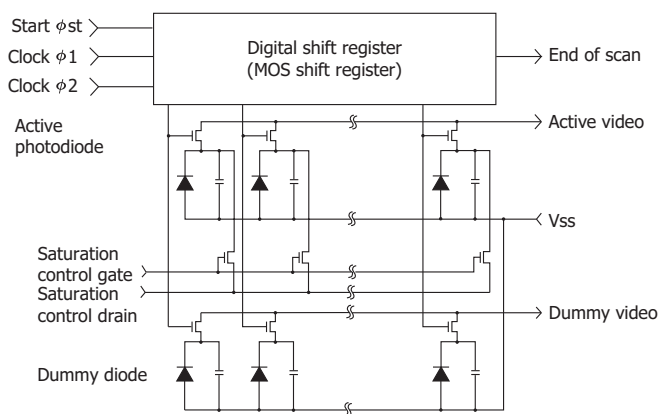 Start ϕst
Clock ϕ1
Clock ϕ2
Digital shift register
(MOS shift register)
End of scan
Active
photodiode
Active video
Vss
Saturation
control gate
Saturation
control drain
Dummy video
Dummy diode